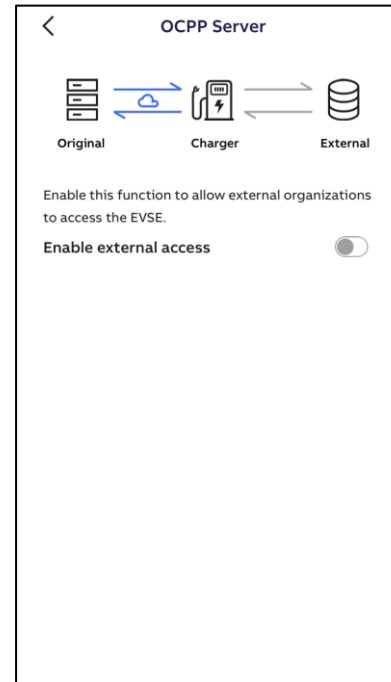 OCPP Server
Original
Charger
External
Enable this function to allow external organizations
to access the EVSE.
Enable external access